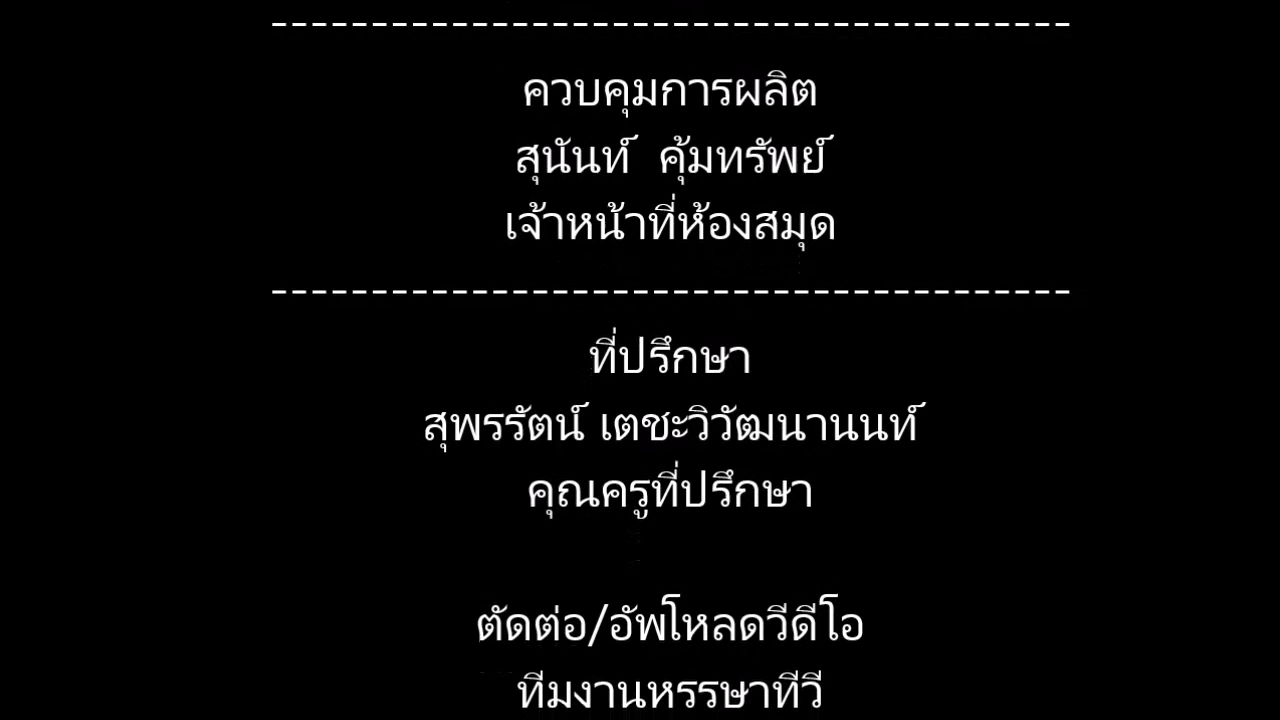 ----------------------------------------
ควบคุมการผลิต
สุนันท์  คุ้มทรัพย์
เจ้าหน้าที่ห้องสมุด
----------------------------------------
ที่ปรึกษา
สุพรรัตน์ เตชะวิวัฒนานนท์
คุณครูที่ปรึกษา
ตัดต่อ/อัพโหลดวีดีโอ
ทีมงานหรรษาทีวี